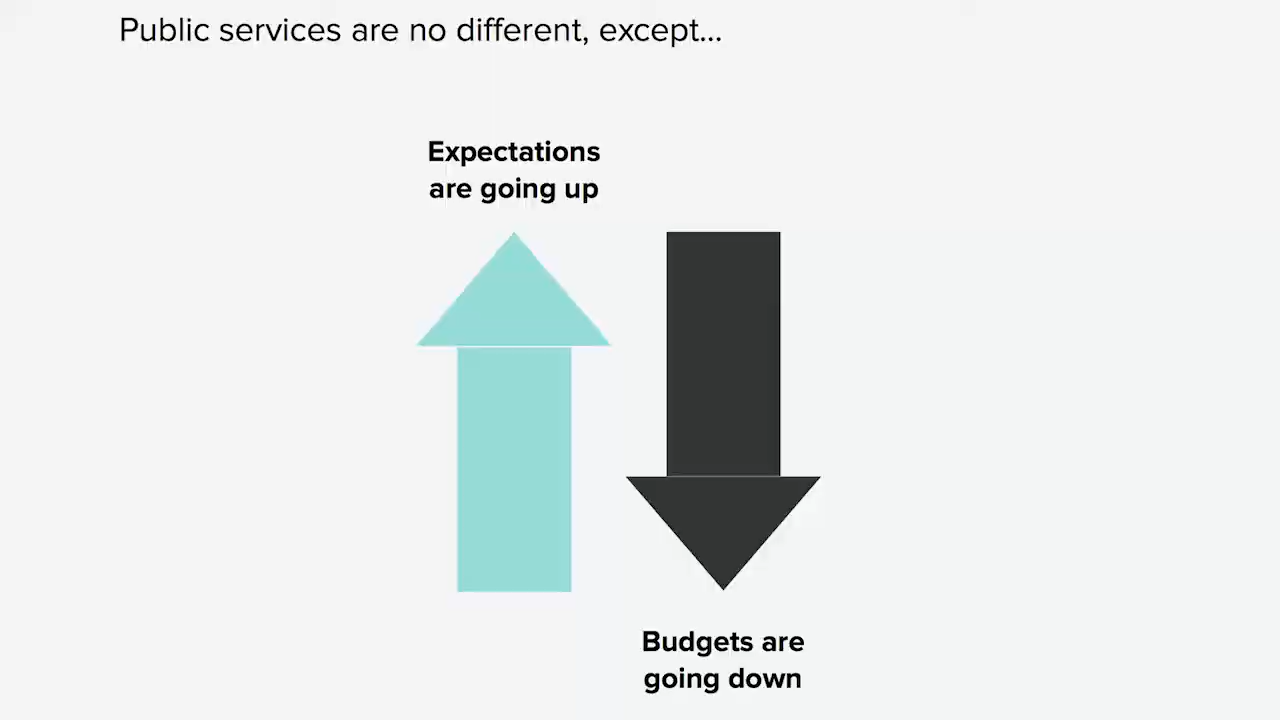 Public services are no different, except...
Expectations
are going up
Budgets are
going down